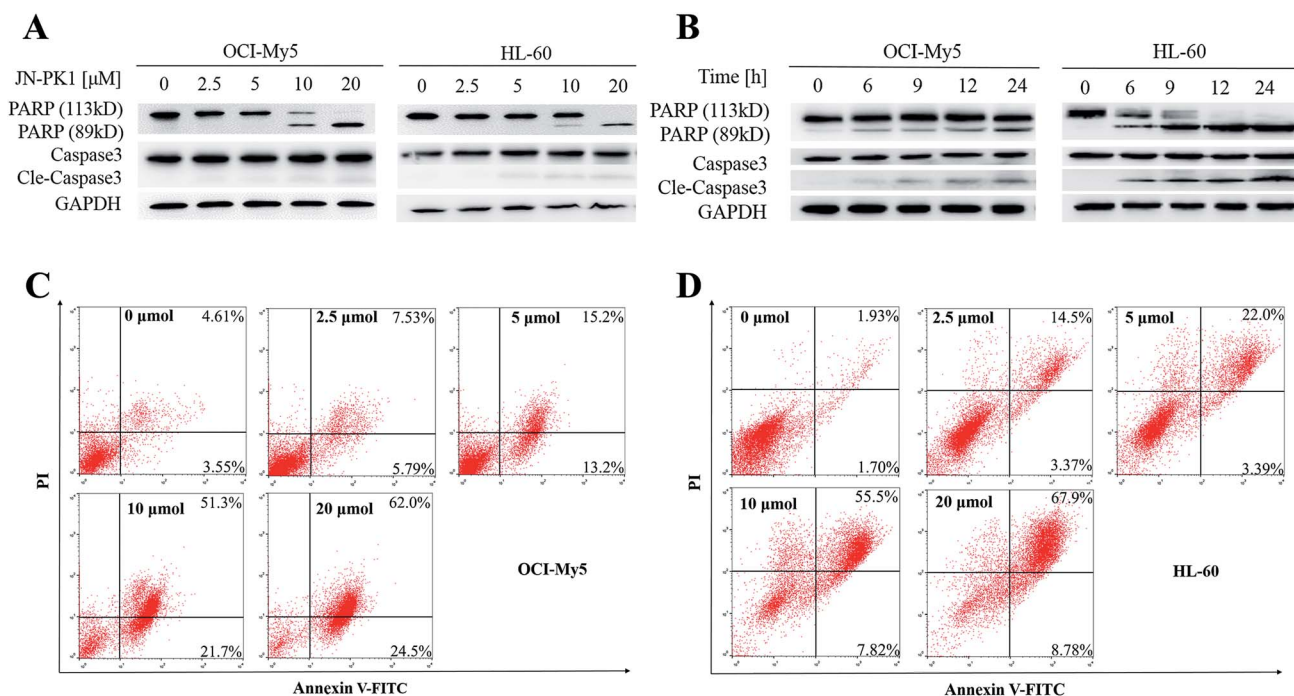 A
OCI-My5 HL-60
JN-PK1 [μM] 0 2.5 5 10 20 0 2.5 5 10 20
PARP (113kD)
PARP (89kD)
Caspase3
Cle-Caspase3
GAPDH
B
OCI-My5 HL-60
Time [h] 0 6 9 12 24 0 6 9 12 24
PARP (113kD)
PARP (89kD)
Caspase3
Cle-Caspase3
GAPDH
C
0 μmol 4.61% 2.5 μmol 7.53% 5 μmol 15.2%
3.55% 5.79% 13.2%
10 μmol 51.3% 20 μmol 62.0%
OCI-My5
21.7% 24.5%
PI
Annexin V-FITC
D
0 μmol 1.93% 2.5 μmol 14.5% 5 μmol 22.0%
1.70% 3.37% 3.39%
10 μmol 55.5% 20 μmol 67.9%
HL-60
7.82% 8.78%
PI
Annexin V-FITC